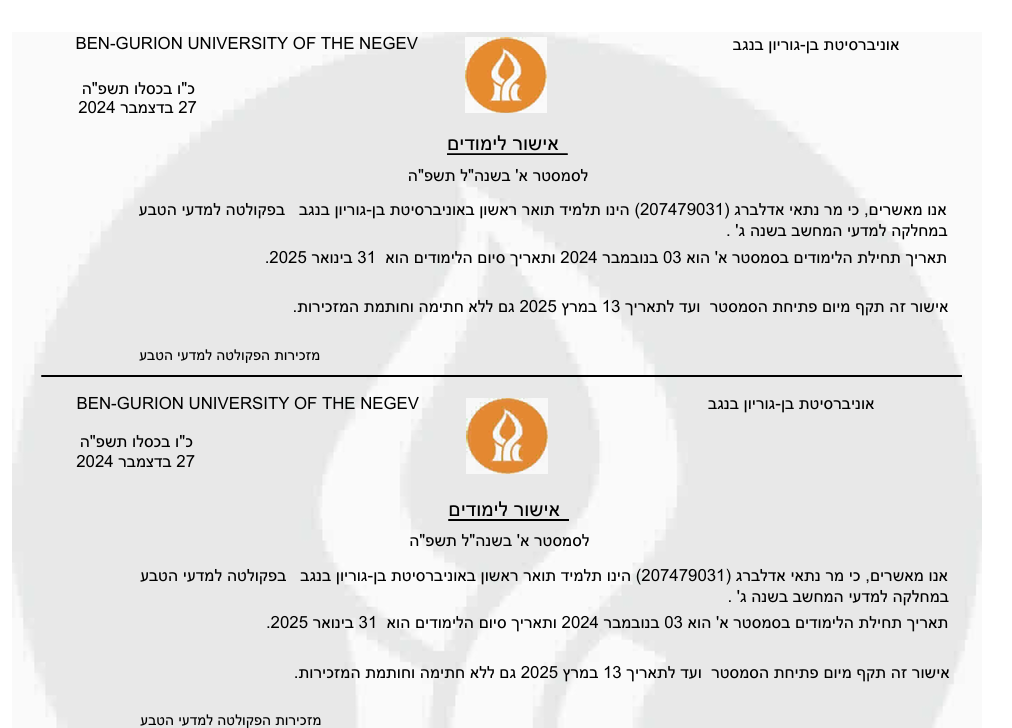 BEN-GURION UNIVERSITY OF THE NEGEV
אוניברסיטת בן-גוריון בנגב
כ"ו בכסלו תשפ"ה
27 בדצמבר 2024
אישור לימודים
לסמסטר א' בשנה"ל תשפ"ה
אנו מאשרים, כי מר נתאי אדלברג (207479031) הינו תלמיד תואר ראשון באוניברסיטת בן-גוריון בנגב בפקולטה למדעי הטבע
במחלקה למדעי המחשב בשנה ג' .
תאריך תחילת הלימודים בסמסטר א' הוא 03 בנובמבר 2024 ותאריך סיום הלימודים הוא 31 בינואר 2025.
אישור זה תקף מיום פתיחת הסמסטר ועד לתאריך 13 במרץ 2025 גם ללא חתימה וחותמת המזכירות.
מזכירות הפקולטה למדעי הטבע
BEN-GURION UNIVERSITY OF THE NEGEV
אוניברסיטת בן-גוריון בנגב
כ"ו בכסלו תשפ"ה
27 בדצמבר 2024
אישור לימודים
לסמסטר א' בשנה"ל תשפ"ה
אנו מאשרים, כי מר נתאי אדלברג (207479031) הינו תלמיד תואר ראשון באוניברסיטת בן-גוריון בנגב בפקולטה למדעי הטבע
במחלקה למדעי המחשב בשנה ג' .
תאריך תחילת הלימודים בסמסטר א' הוא 03 בנובמבר 2024 ותאריך סיום הלימודים הוא 31 בינואר 2025.
אישור זה תקף מיום פתיחת הסמסטר ועד לתאריך 13 במרץ 2025 גם ללא חתימה וחותמת המזכירות.
מזכירות הפקולטה למדעי הטבע